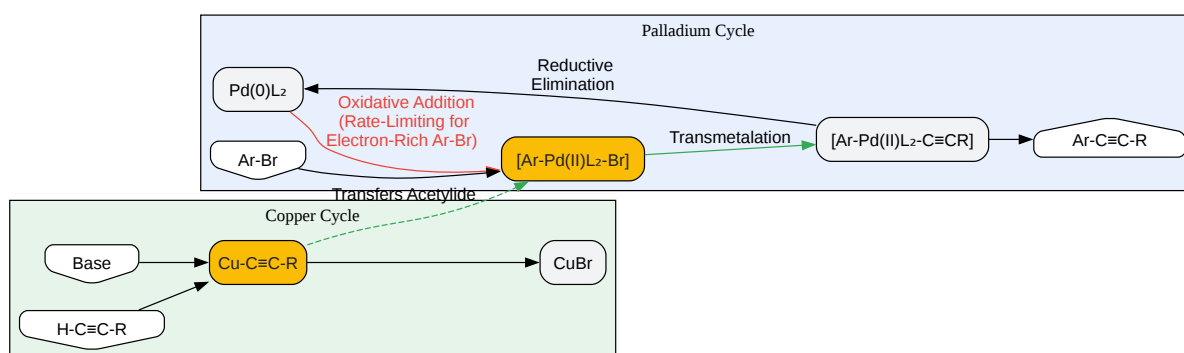 Palladium Cycle
Reductive
Elimination
Pd(0)L₂
Oxidative Addition
(Rate-Limiting for
Electron-Rich Ar-Br)
Ar-Br
[Ar-Pd(II)L₂-Br]
Transmetalation
[Ar-Pd(II)L₂-C≡CR]
Ar-C≡C-R
Transfers Acetylide
Copper Cycle
Base
Cu-C≡C-R
CuBr
H-C≡C-R